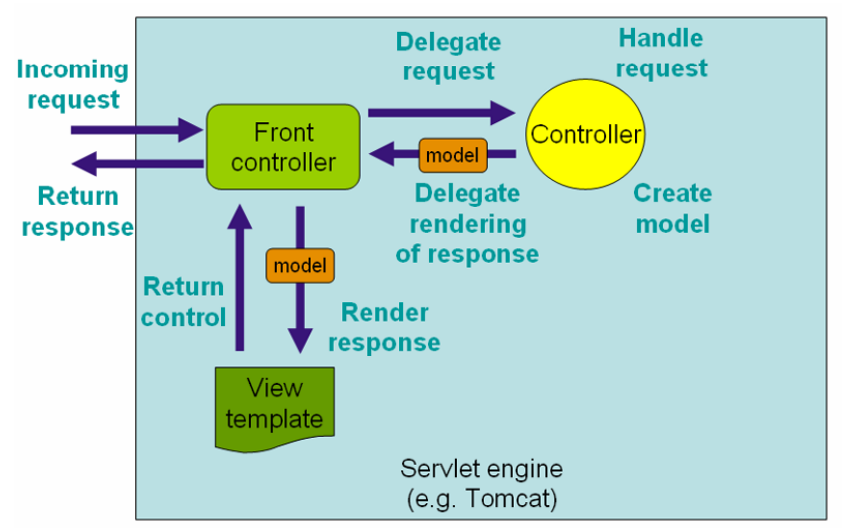 Incoming
request
Return
response
Front
controller
Delegate
request
Handle
request
Controller
model
Delegate
rendering
of response
Create
model
model
Return
control
Render
response
View
template
Servlet engine
(e.g. Tomcat)